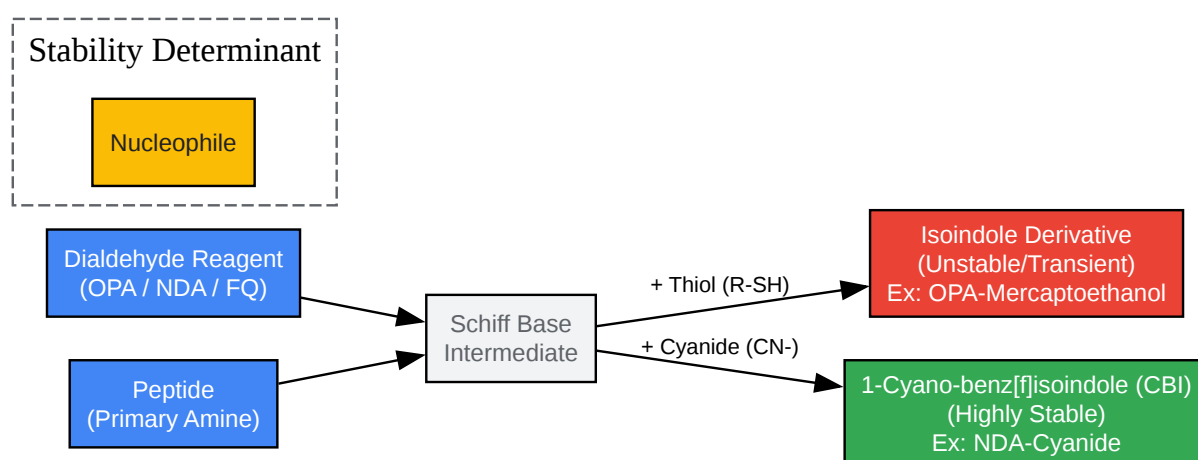 Stability Determinant
Nucleophile
Dialdehyde Reagent
(OPA / NDA / FQ)
Peptide
(Primary Amine)
Schiff Base
Intermediate
+ Thiol (R-SH)
+ Cyanide (CN-)
Isoindole Derivative
(Unstable/Transient)
Ex: OPA-Mercaptoethanol
1-Cyano-benz[f]isoindole (CBI)
(Highly Stable)
Ex: NDA-Cyanide